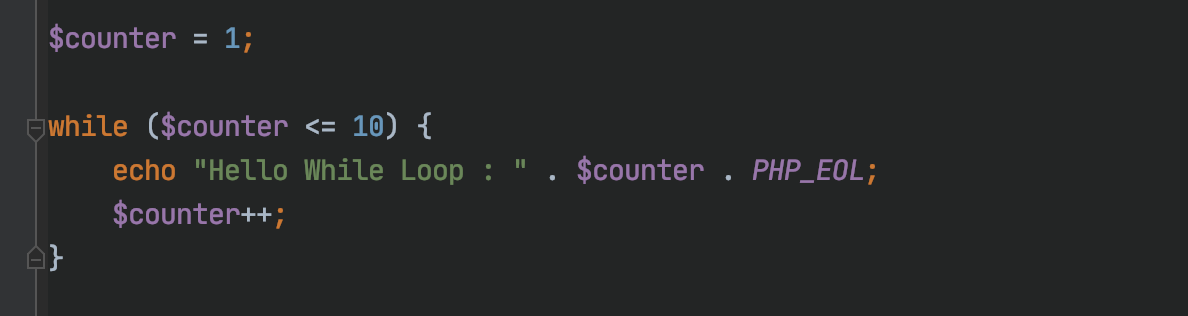 $counter = 1;
while ($counter <= 10) {
    echo "Hello While Loop : " . $counter . PHP_EOL;
    $counter++;
}